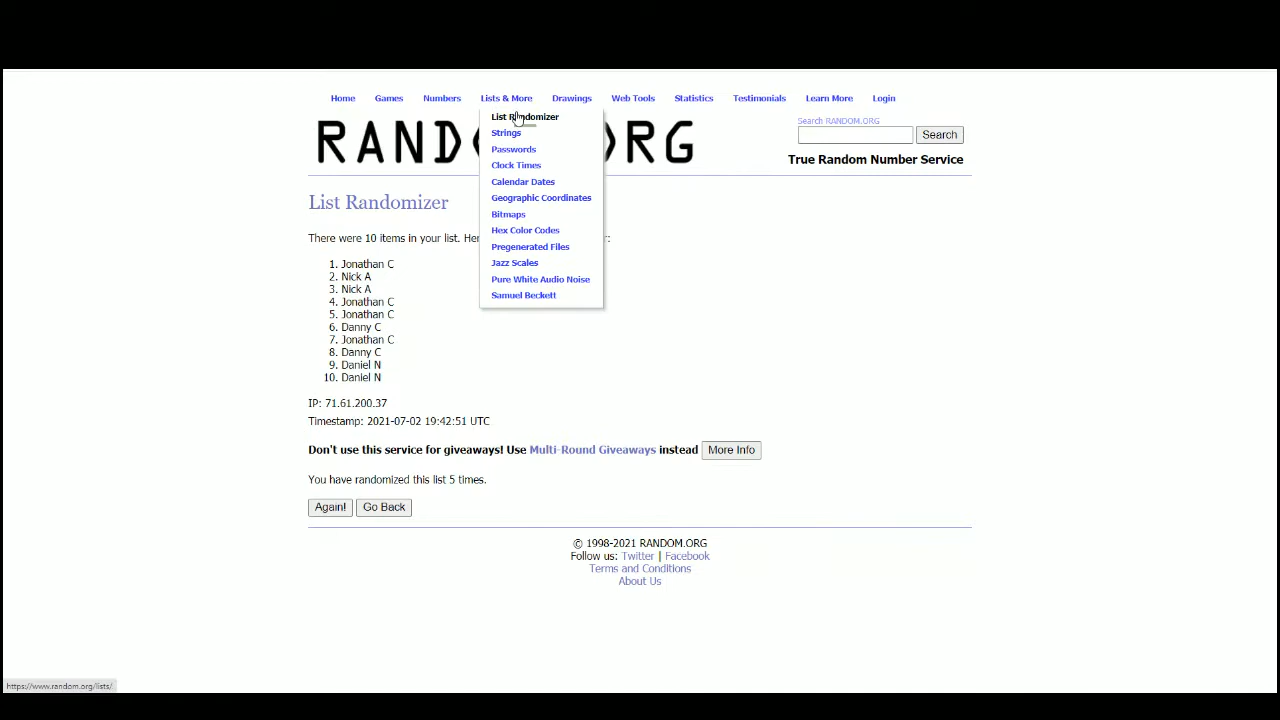 Home Games Numbers Lists & More Drawings Web Tools Statistics Testimonials Learn More Login
List Randomizer
Strings
Passwords
Clock Times
Calendar Dates
Geographic Coordinates
Bitmaps
Hex Color Codes
Pregenerated Files
Jazz Scales
Pure White Audio Noise
Samuel Beckett
RAND RG
Search RANDOM.ORG
Search
True Random Number Service
List Randomizer
There were 10 items in your list. :
1. Jonathan C
2. Nick A
3. Nick A
4. Jonathan C
5. Jonathan C
6. Danny C
7. Jonathan C
8. Danny C
9. Daniel N
10. Daniel N
IP: 71.61.200.37
Timestamp: 2021-07-02 19:42:51 UTC
Don't use this service for giveaways! Use Multi-Round Giveaways instead More Info
You have randomized this list 5 times.
Again! Go Back
© 1998-2021 RANDOM.ORG
Follow us: Twitter | Facebook
Terms and Conditions
About Us
https://www.random.org/lists/